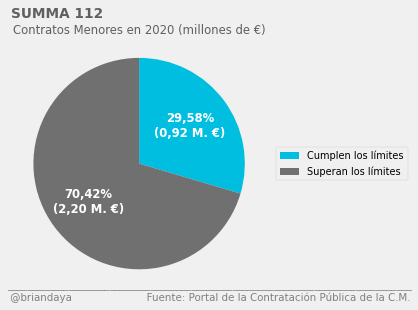 SUMMA 112
Contratos Menores en 2020 (millones de €)
29,58%
(0,92 M. €)
70,42%
(2,20 M. €)
Cumplen los límites
Superan los límites
@briandaya
Fuente: Portal de la Contratación Pública de la C.M.